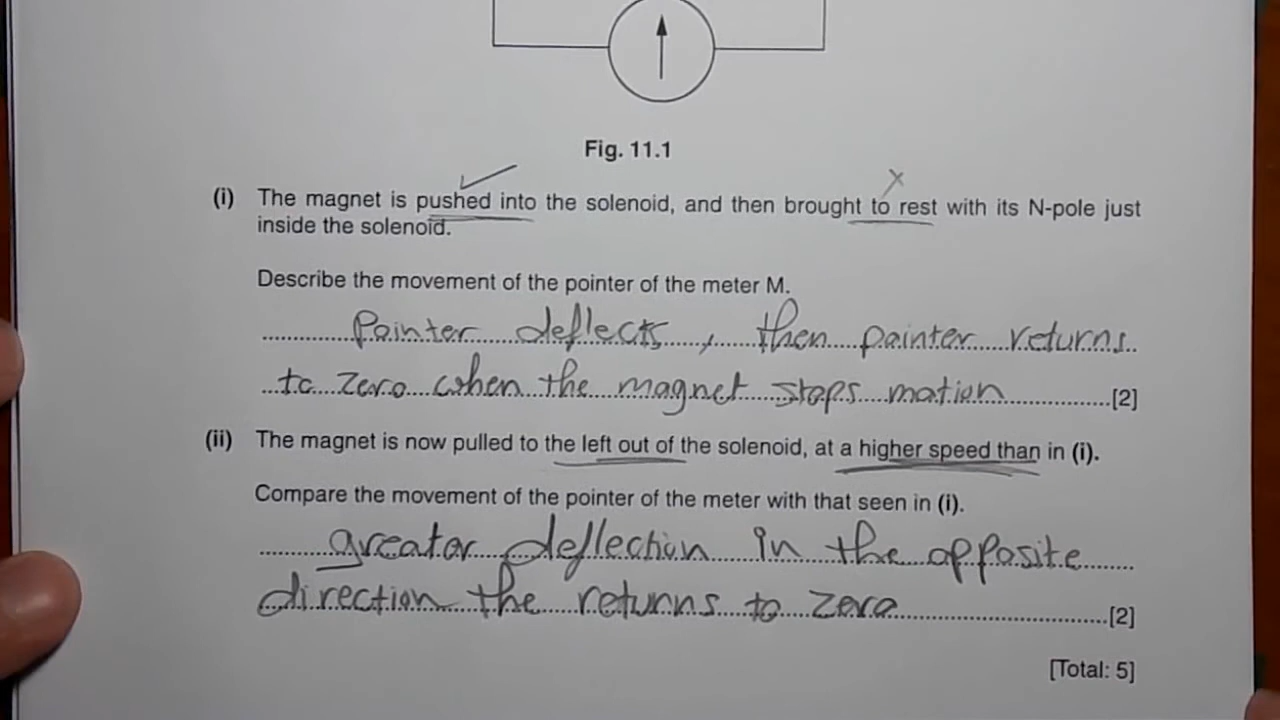 Fig. 11.1
(i) The magnet is pushed into the solenoid, and then brought to rest with its N-pole just
inside the solenoid.
Describe the movement of the pointer of the meter M.
Pointer deflects, then pointer returns
to zero when the magnet stops motion [2]
(ii) The magnet is now pulled to the left out of the solenoid, at a higher speed than in (i).
Compare the movement of the pointer of the meter with that seen in (i).
greater deflection in the opposite
direction the returns to zero [2]
[Total: 5]